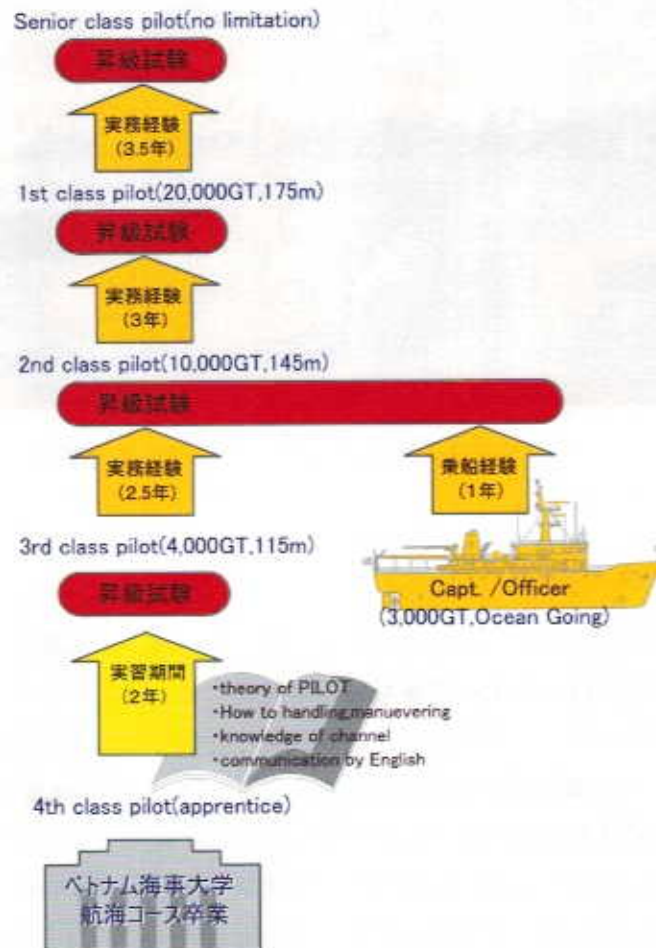 Senior class pilot(no limitation)
昇級試験
実務経験
(3.5年)
1st class pilot(20,000GT,175m)
昇級試験
実務経験
(3年)
2nd class pilot(10,000GT,145m)
昇級試験
実務経験
(2.5年)
乗船経験
(1年)
3rd class pilot(4,000GT,115m)
Capt. /Officer
(3,000GT,Ocean Going)
昇級試験
実習期間
(2年)
・theory of PILOT
・How to handling,manuevering
・knowledge of channel
・communication by English
4th class pilot(apprentice)
ベトナム海事大学
航海コース卒業